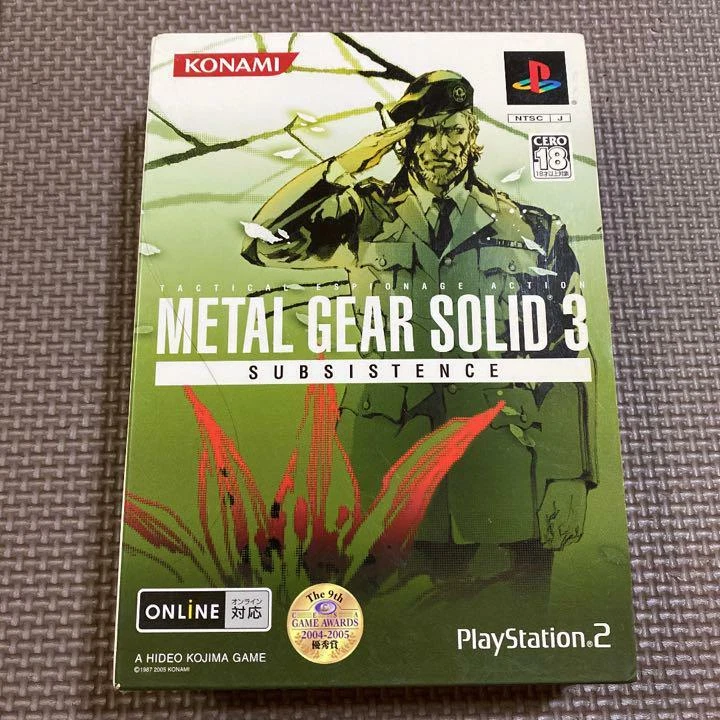 KONAMI
NTSC J
CERO
18
18才以上対象
TACTICAL ESPIONAGE ACTION
METAL GEAR SOLID® 3
SUBSISTENCE
ONLiNE オンライン対応
The 9th
CESA
GAME AWARDS
2004-2005
優秀賞
PlayStation.2
A HIDEO KOJIMA GAME
©1987 2005 KONAMI